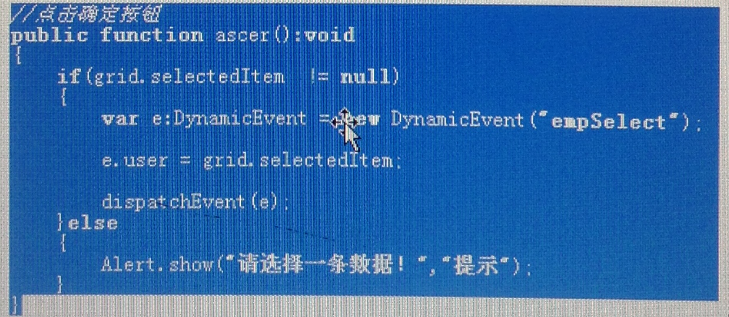 //点击确定按钮
public function ascer():void
{
if(grid.selectedItem != null)
{
var e:DynamicEvent = new DynamicEvent("empSelect");
e.user = grid.selectedItem;
dispatchEvent(e);
}else
{
Alert.show("请选择一条数据！","提示");
}
}